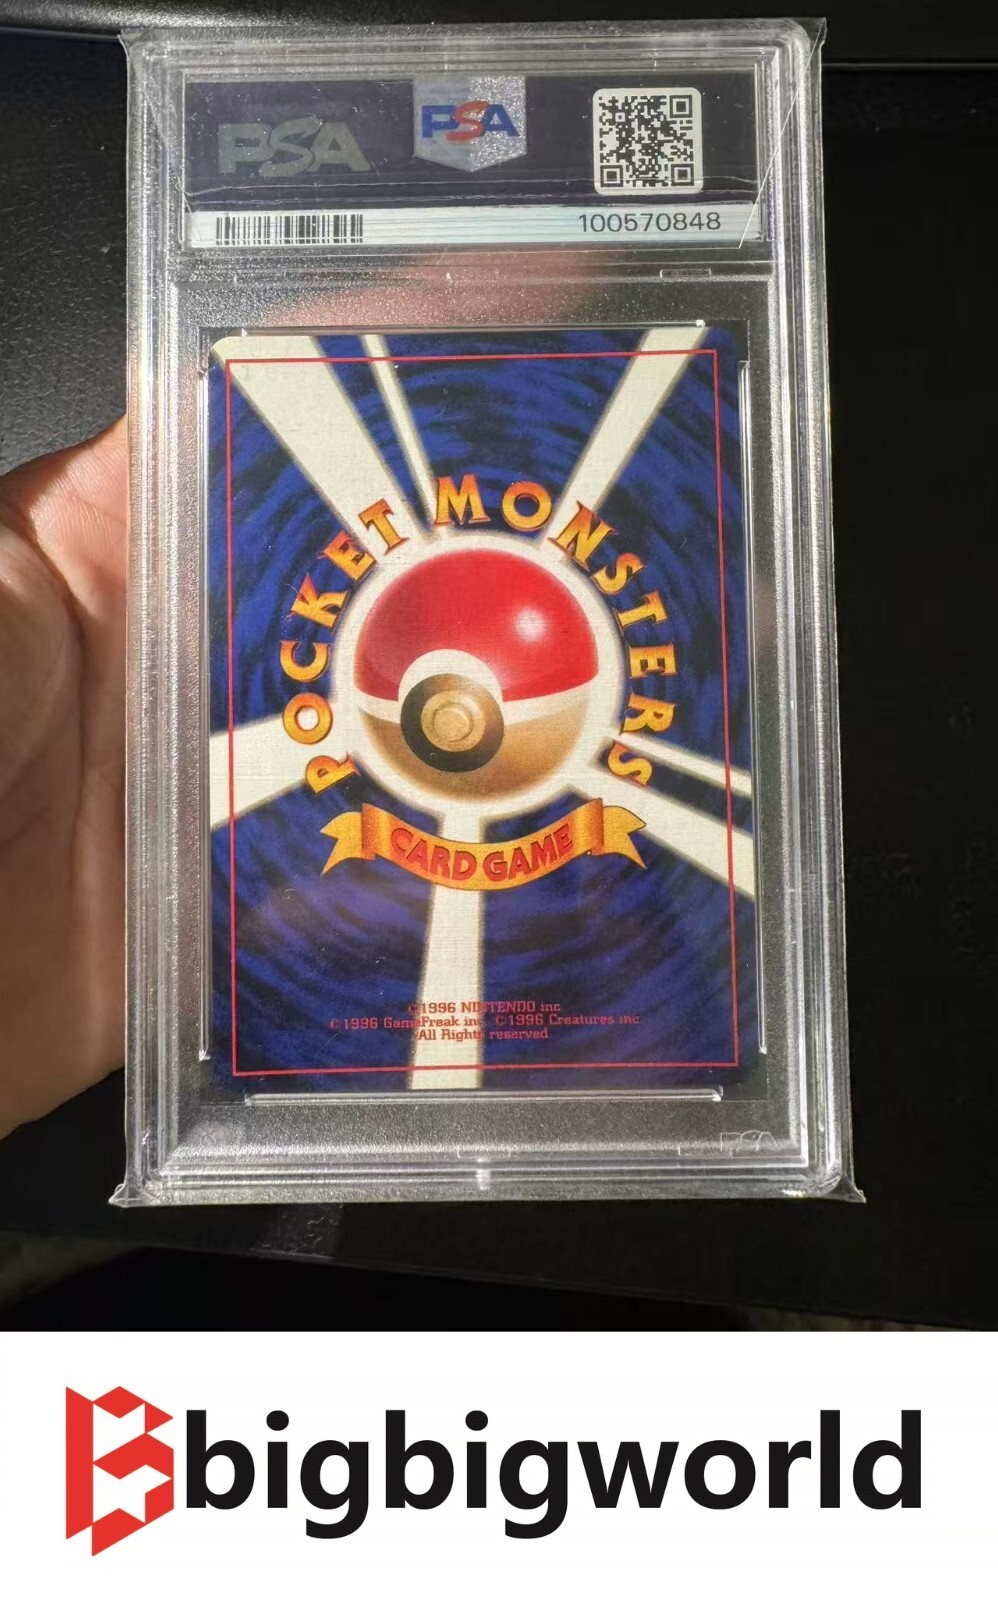 PSA
PSA
100570848
POCKET MONSTERS
CARD GAME
©1996 NINTENDO inc
©1996 GameFreak inc. ©1996 Creatures inc.
All Rights reserved
PSA
bigbigworld